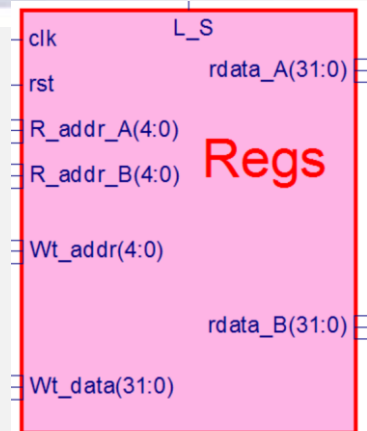 L_S
clk
rdata_A(31:0)
rst
R_addr_A(4:0)
Regs
R_addr_B(4:0)
Wt_addr(4:0)
rdata_B(31:0)
Wt_data(31:0)